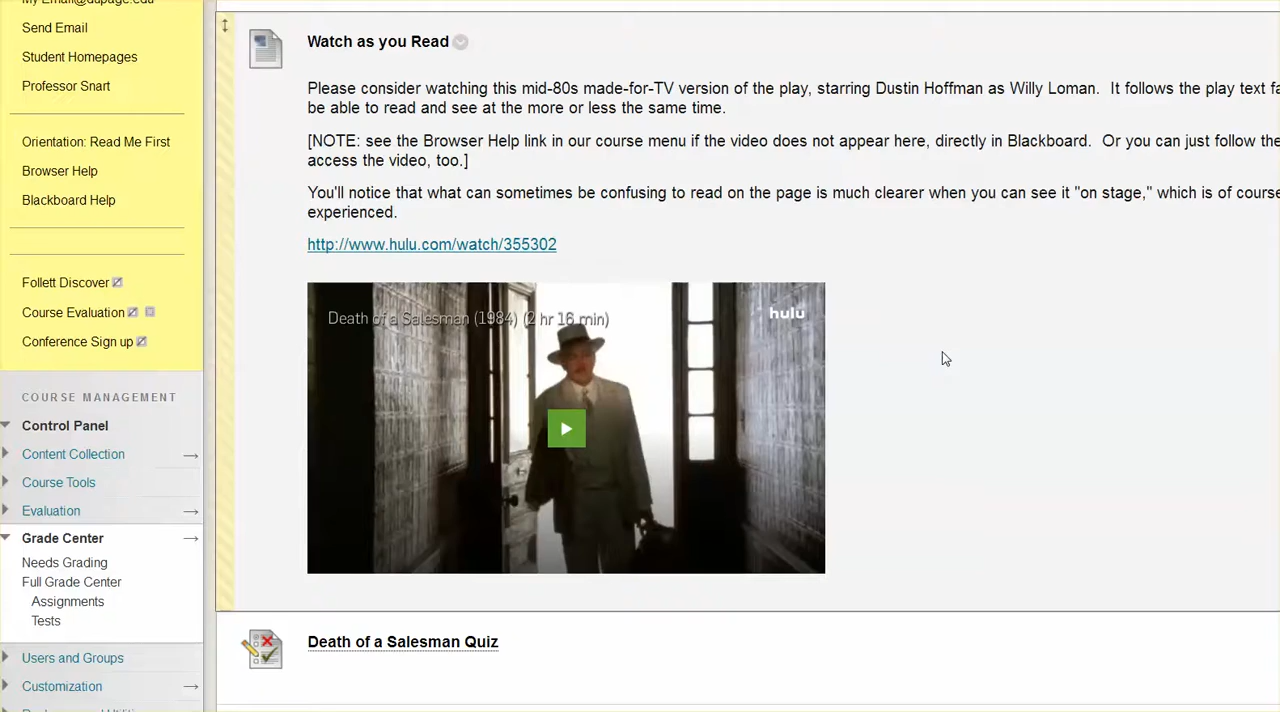 My Email@dupage.edu
Send Email
Student Homepages
Professor Snart
Orientation: Read Me First
Browser Help
Blackboard Help
Follett Discover
Course Evaluation
Conference Sign up
COURSE MANAGEMENT
Control Panel
Content Collection
Course Tools
Evaluation
Grade Center
Needs Grading
Full Grade Center
Assignments
Tests
Users and Groups
Customization
Watch as you Read
Please consider watching this mid-80s made-for-TV version of the play, starring Dustin Hoffman as Willy Loman.  It follows the play text fa
be able to read and see at the more or less the same time.
[NOTE: see the Browser Help link in our course menu if the video does not appear here, directly in Blackboard.  Or you can just follow the
access the video, too.]
You'll notice that what can sometimes be confusing to read on the page is much clearer when you can see it "on stage," which is of course
experienced.
http://www.hulu.com/watch/355302
Death of a Salesman (1984) (2 hr 16 min)
hulu
Death of a Salesman Quiz